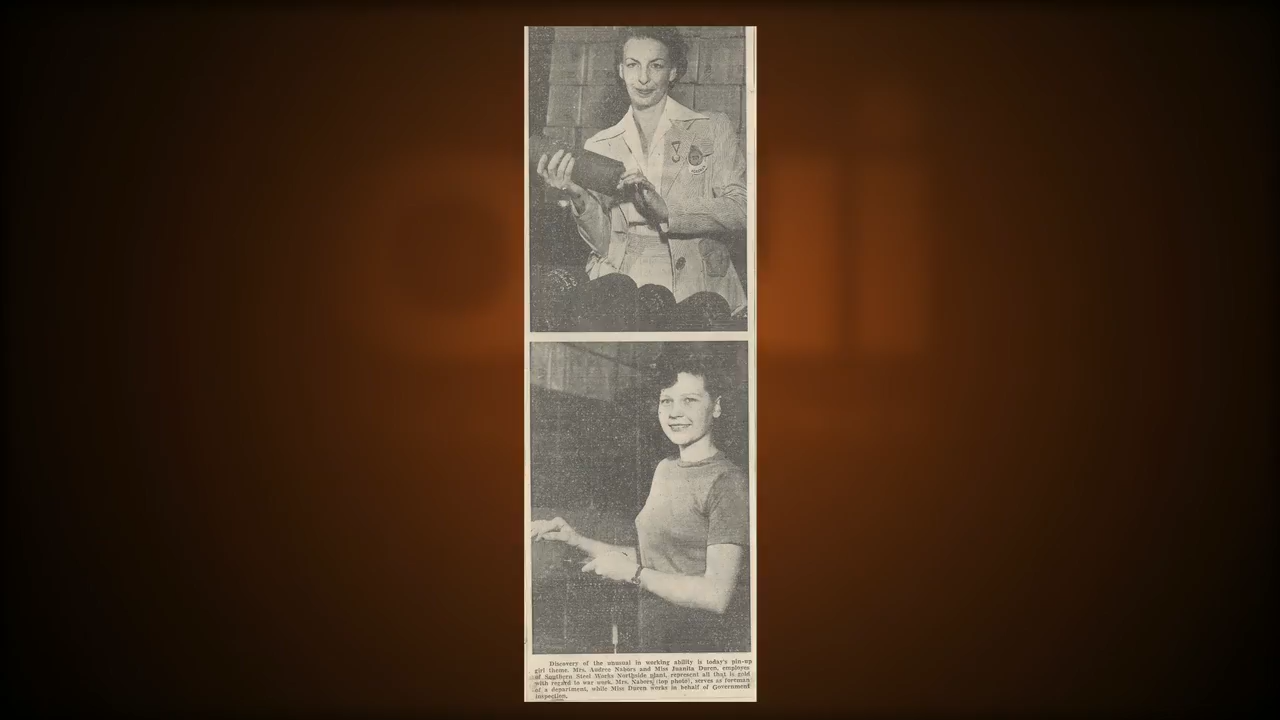 Discovery of the unusual in working ability is today's pin-up
girl theme. Mrs. Audree Nabors and Miss Juanita Duren, employes
of Southern Steel Works Northside plant, represent all that is gold
with regard to war work. Mrs. Nabors (top photo), serves as foreman
of a department, while Miss Duren works in behalf of Government
inspection.